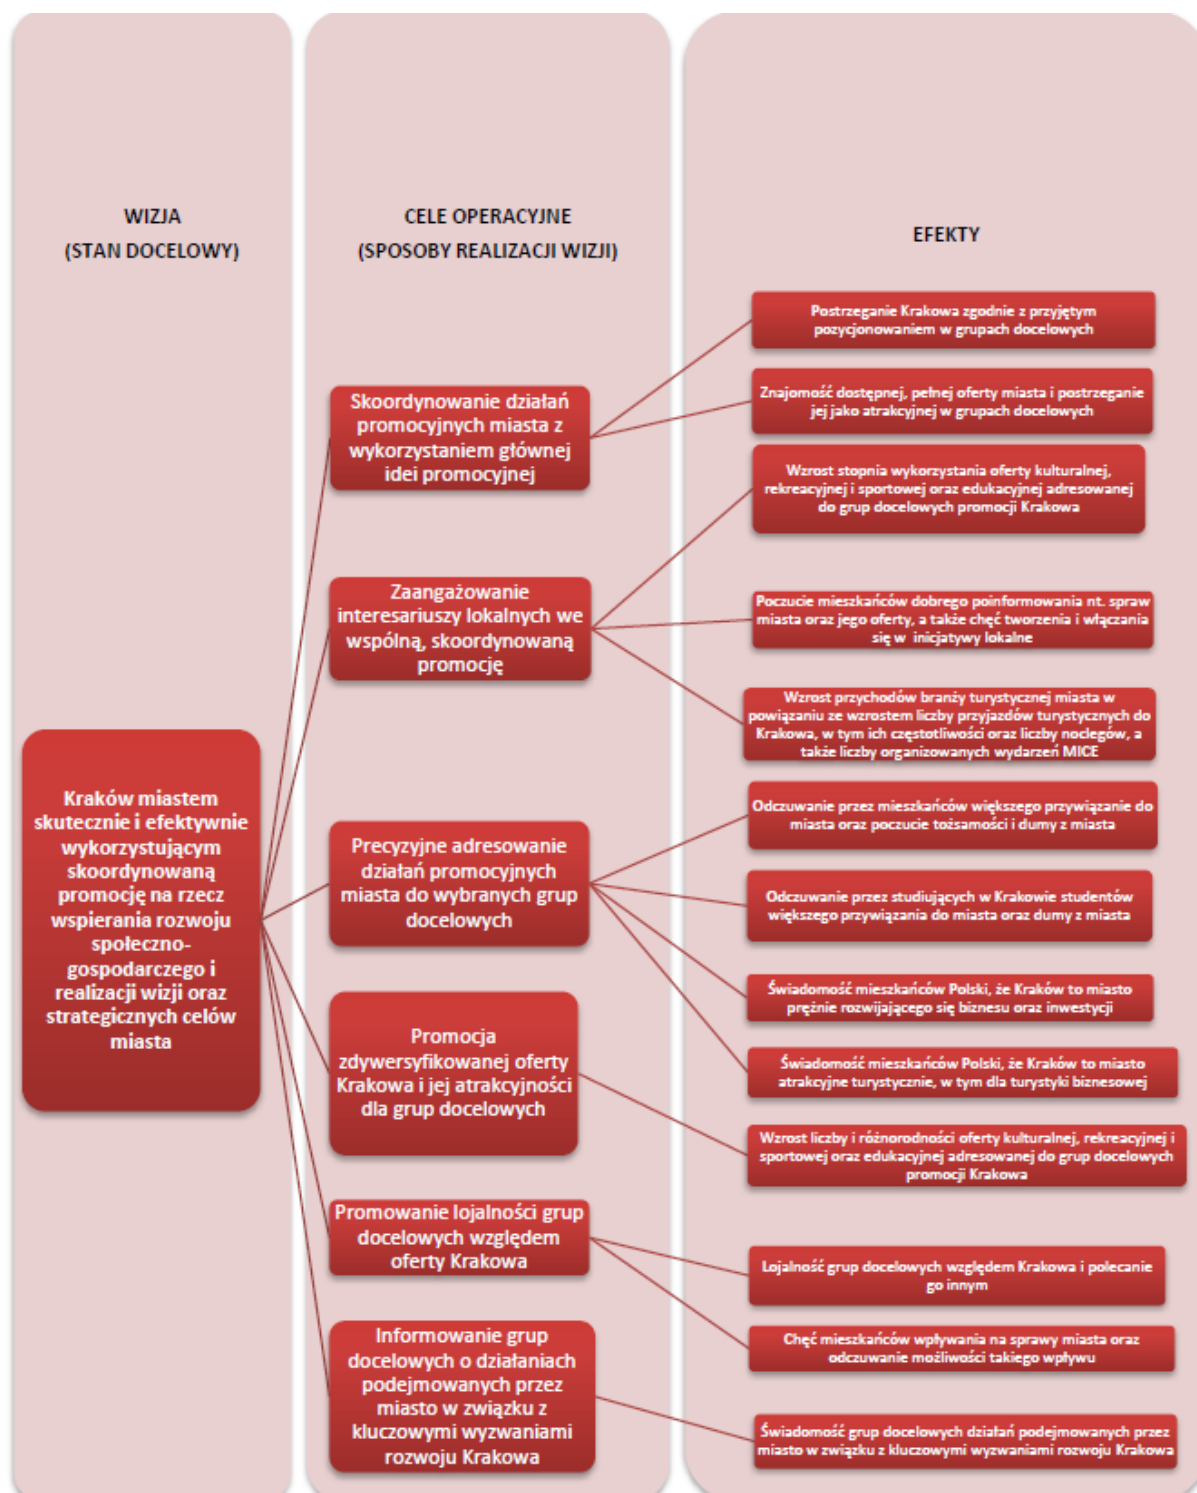 WIZJA
(STAN DOCELOWY)
CELE OPERACYJNE
(SPOSOBY REALIZACJI WIZJI)
EFEKTY
Kraków miastem
skutecznie i efektywnie
wykorzystującym
skoordynowaną
promocję na rzecz
wspierania rozwoju
społeczno-
gospodarczego i
realizacji wizji oraz
strategicznych celów
miasta
Skoordynowanie działań
promocyjnych miasta z
wykorzystaniem głównej
idei promocyjnej
Zaangażowanie
interesariuszy lokalnych we
wspólną, skoordynowaną
promocję
Precyzyjne adresowanie
działań promocyjnych
miasta do wybranych grup
docelowych
Promocja
zdywersyfikowanej oferty
Krakowa i jej atrakcyjności
dla grup docelowych
Promowanie lojalności grup
docelowych względem
oferty Krakowa
Informowanie grup
docelowych o działaniach
podejmowanych przez
miasto w związku z
kluczowymi wyzwaniami
rozwoju Krakowa
Postrzeganie Krakowa zgodnie z przyjętym
pozycjonowaniem w grupach docelowych
Znajomość dostępnej, pełnej oferty miasta i postrzeganie
jej jako atrakcyjnej w grupach docelowych
Wzrost stopnia wykorzystania oferty kulturalnej,
rekreacyjnej i sportowej oraz edukacyjnej adresowanej
do grup docelowych promocji Krakowa
Poczucie mieszkańców dobrego poinformowania nt. spraw
miasta oraz jego oferty, a także chęć tworzenia i włączania
się w inicjatywy lokalne
Wzrost przychodów branży turystycznej miasta w
powiązaniu ze wzrostem liczby przyjazdów turystycznych do
Krakowa, w tym ich częstotliwości oraz liczby noclegów, a
także liczby organizowanych wydarzeń MICE
Odczuwanie przez mieszkańców większego przywiązanie do
miasta oraz poczucie tożsamości i dumy z miasta
Odczuwanie przez studiujących w Krakowie studentów
większego przywiązania do miasta oraz dumy z miasta
Świadomość mieszkańców Polski, że Kraków to miasto
prężnie rozwijającego się biznesu oraz inwestycji
Świadomość mieszkańców Polski, że Kraków to miasto
atrakcyjne turystycznie, w tym dla turystyki biznesowej
Wzrost liczby i różnorodności oferty kulturalnej, rekreacyjnej i
sportowej oraz edukacyjnej adresowanej do grup docelowych
promocji Krakowa
Lojalność grup docelowych względem Krakowa i polecanie
go innym
Chęć mieszkańców wpływania na sprawy miasta oraz
odczuwanie możliwości takiego wpływu
Świadomość grup docelowych działań podejmowanych przez
miasto w związku z kluczowymi wyzwaniami rozwoju Krakowa